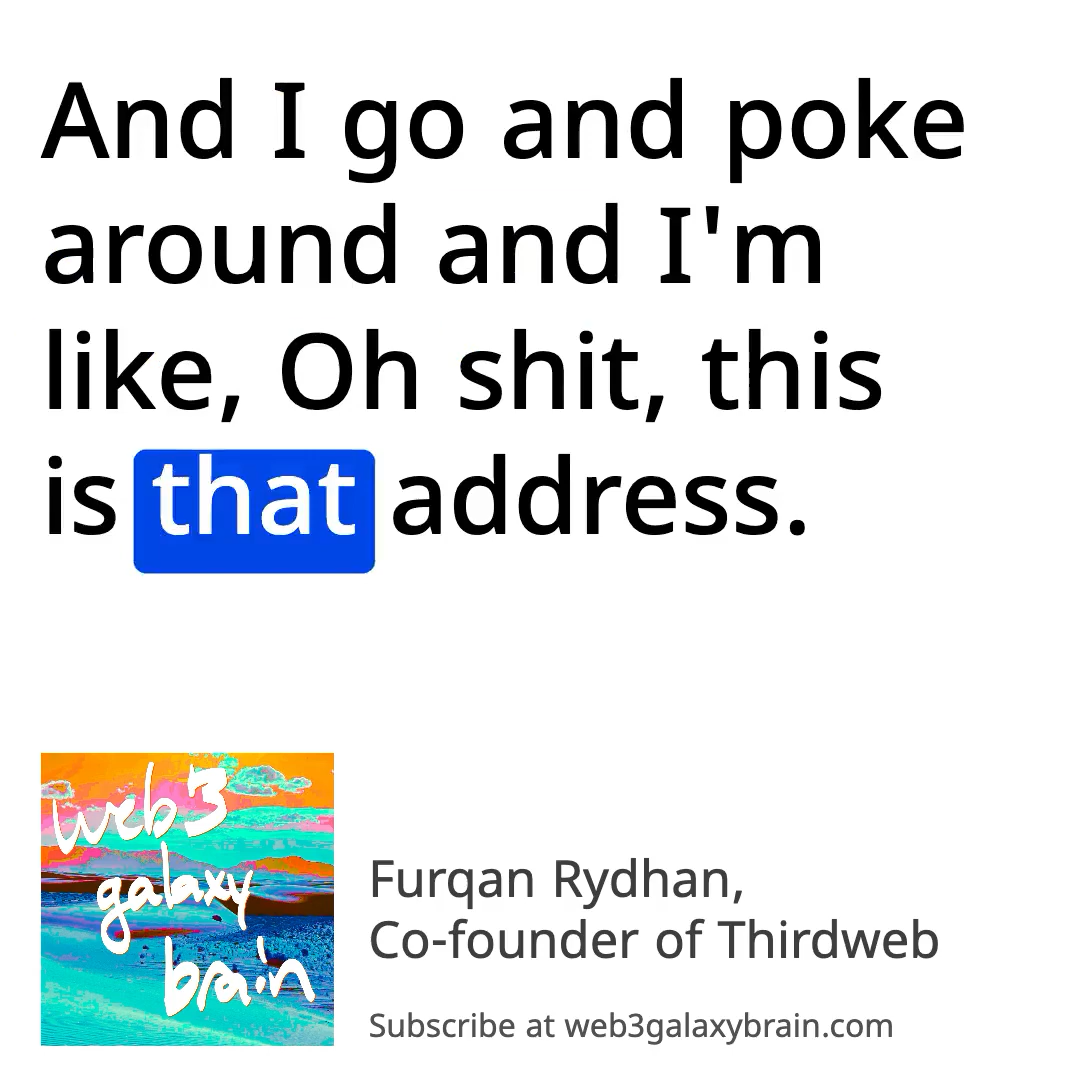 And I go and poke
around and I'm
like, Oh shit, this
is that address.
web3
galaxy
brain
Furqan Rydhan,
Co-founder of Thirdweb
Subscribe at web3galaxybrain.com